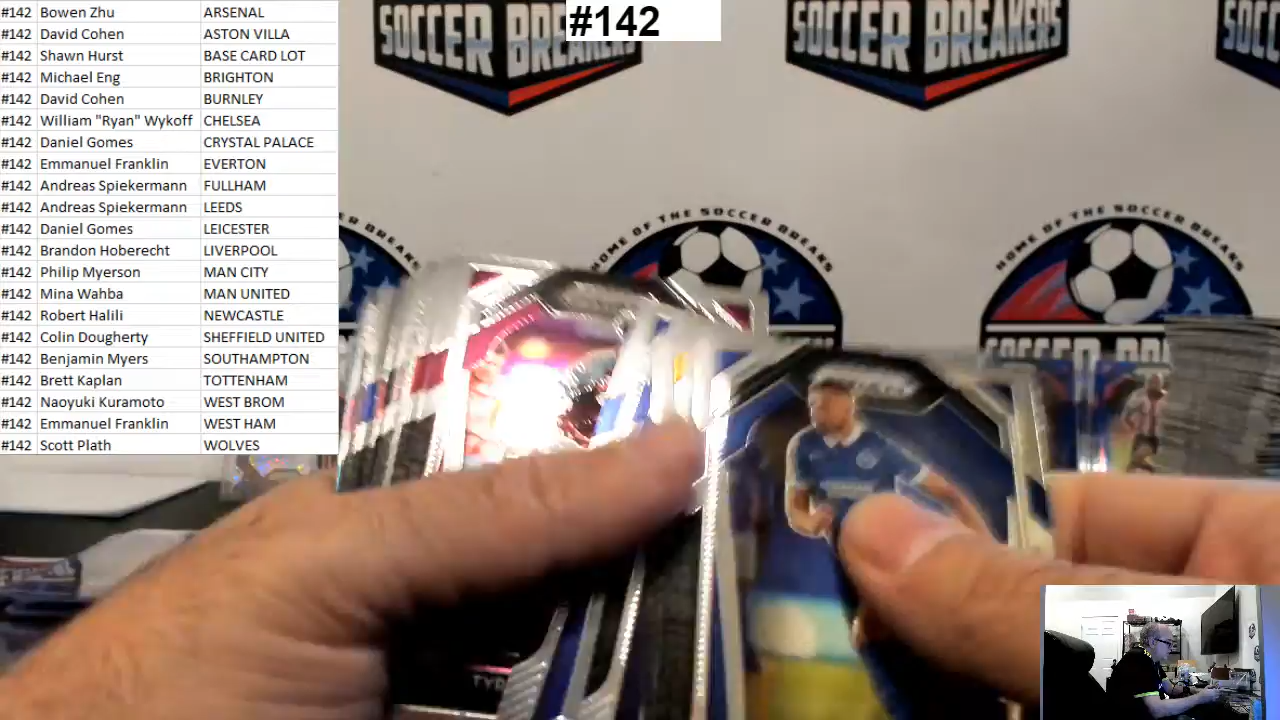 #142 Bowen Zhu ARSENAL
#142 David Cohen ASTON VILLA
#142 Shawn Hurst BASE CARD LOT
#142 Michael Eng BRIGHTON
#142 David Cohen BURNLEY
#142 William "Ryan" Wykoff CHELSEA
#142 Daniel Gomes CRYSTAL PALACE
#142 Emmanuel Franklin EVERTON
#142 Andreas Spiekermann FULLHAM
#142 Andreas Spiekermann LEEDS
#142 Daniel Gomes LEICESTER
#142 Brandon Hoberecht LIVERPOOL
#142 Philip Myerson MAN CITY
#142 Mina Wahba MAN UNITED
#142 Robert Halili NEWCASTLE
#142 Colin Dougherty SHEFFIELD UNITED
#142 Benjamin Myers SOUTHAMPTON
#142 Brett Kaplan TOTTENHAM
#142 Naoyuki Kuramoto WEST BROM
#142 Emmanuel Franklin WEST HAM
#142 Scott Plath WOLVES
#142
SOCCER BREAKERS
SOCCER BREAKERS
SOCC
HOME OF THE SOCCER BREAKS
HOME OF THE SOCCER BREAKS
SOCCER BRE